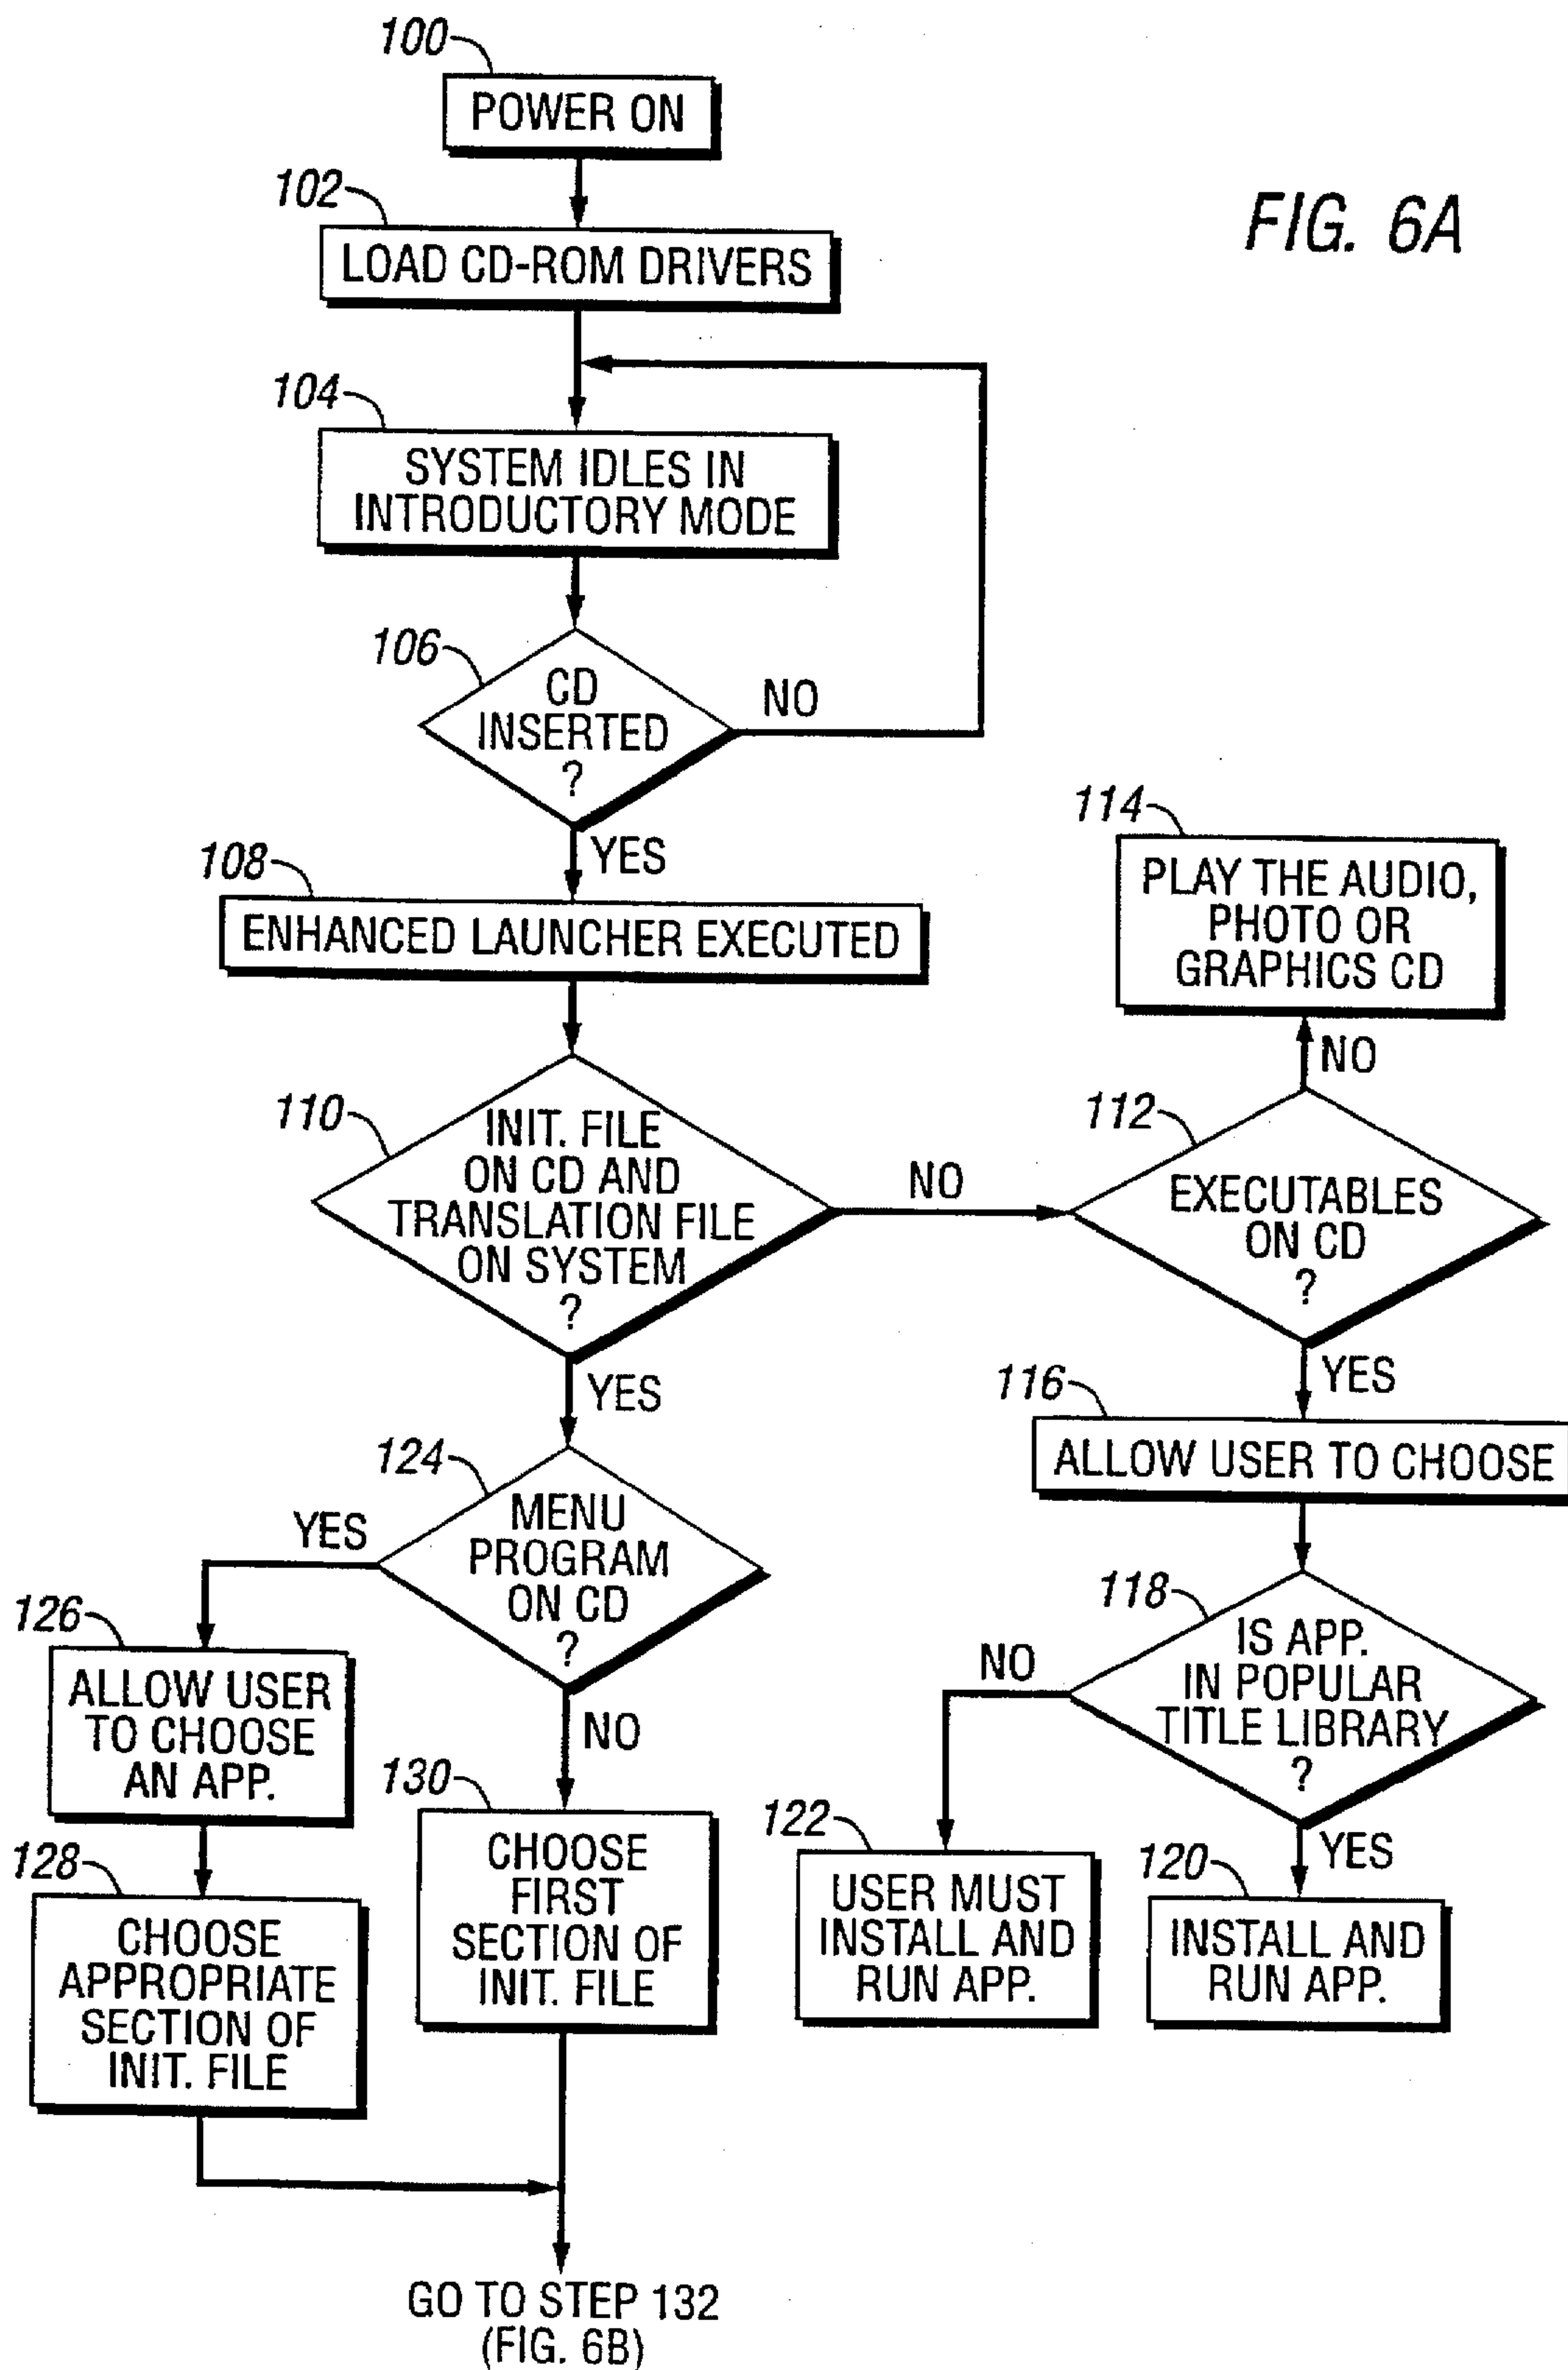 100
POWER ON
FIG. 6A
102
LOAD CD-ROM DRIVERS
104
SYSTEM IDLES IN
INTRODUCTORY MODE
106
CD
INSERTED
?
NO
YES
108
ENHANCED LAUNCHER EXECUTED
114
PLAY THE AUDIO,
PHOTO OR
GRAPHICS CD
NO
110
INIT. FILE
ON CD AND
TRANSLATION FILE
ON SYSTEM
?
NO
112
EXECUTABLES
ON CD
?
YES
YES
116
ALLOW USER TO CHOOSE
124
MENU
PROGRAM
ON CD
?
YES
NO
118
IS APP.
IN POPULAR
TITLE LIBRARY
?
NO
YES
126
ALLOW USER
TO CHOOSE
AN APP.
128
CHOOSE
APPROPRIATE
SECTION OF
INIT. FILE
130
CHOOSE
FIRST
SECTION OF
INIT. FILE
122
USER MUST
INSTALL AND
RUN APP.
120
INSTALL AND
RUN APP.
GO TO STEP 132
(FIG. 6B)